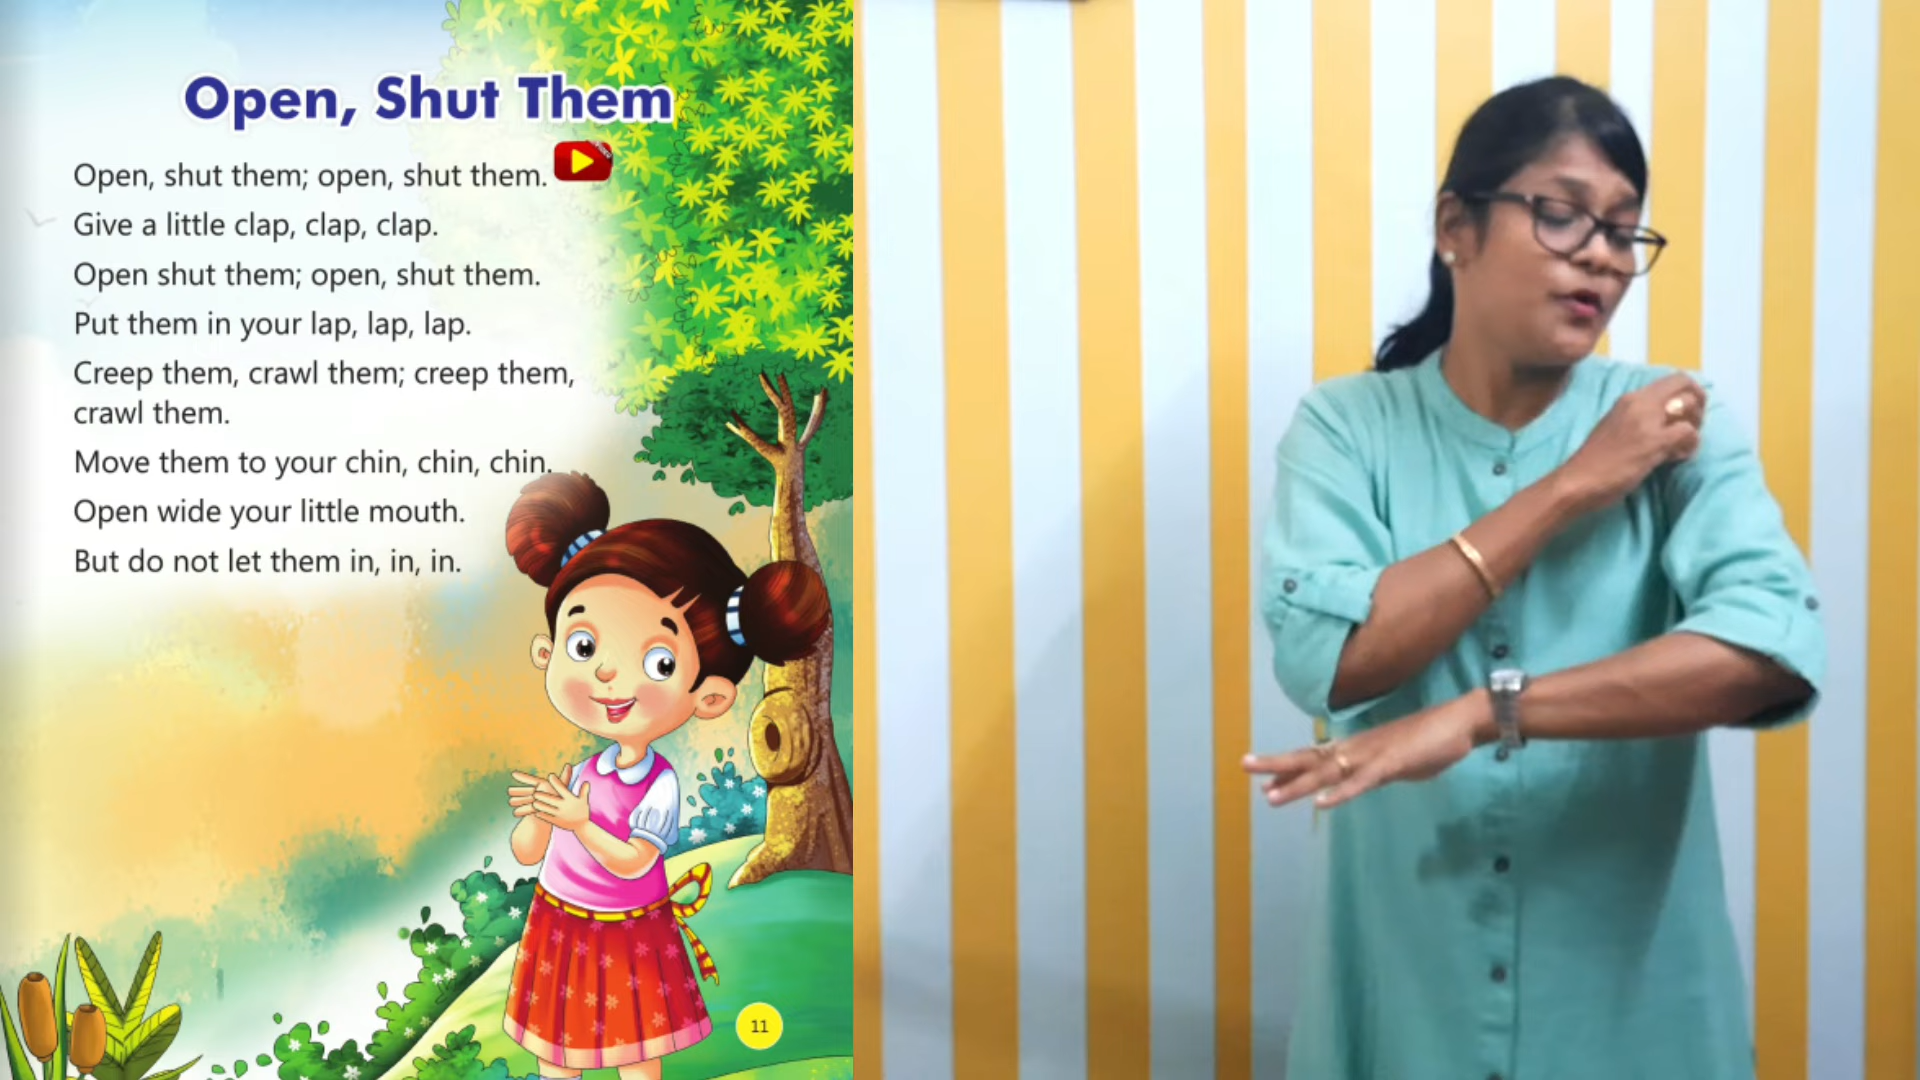 Open, Shut Them
Open, shut them; open, shut them.
Give a little clap, clap, clap.
Open shut them; open, shut them.
Put them in your lap, lap, lap.
Creep them, crawl them; creep them,
crawl them.
Move them to your chin, chin, chin.
Open wide your little mouth.
But do not let them in, in, in.
11